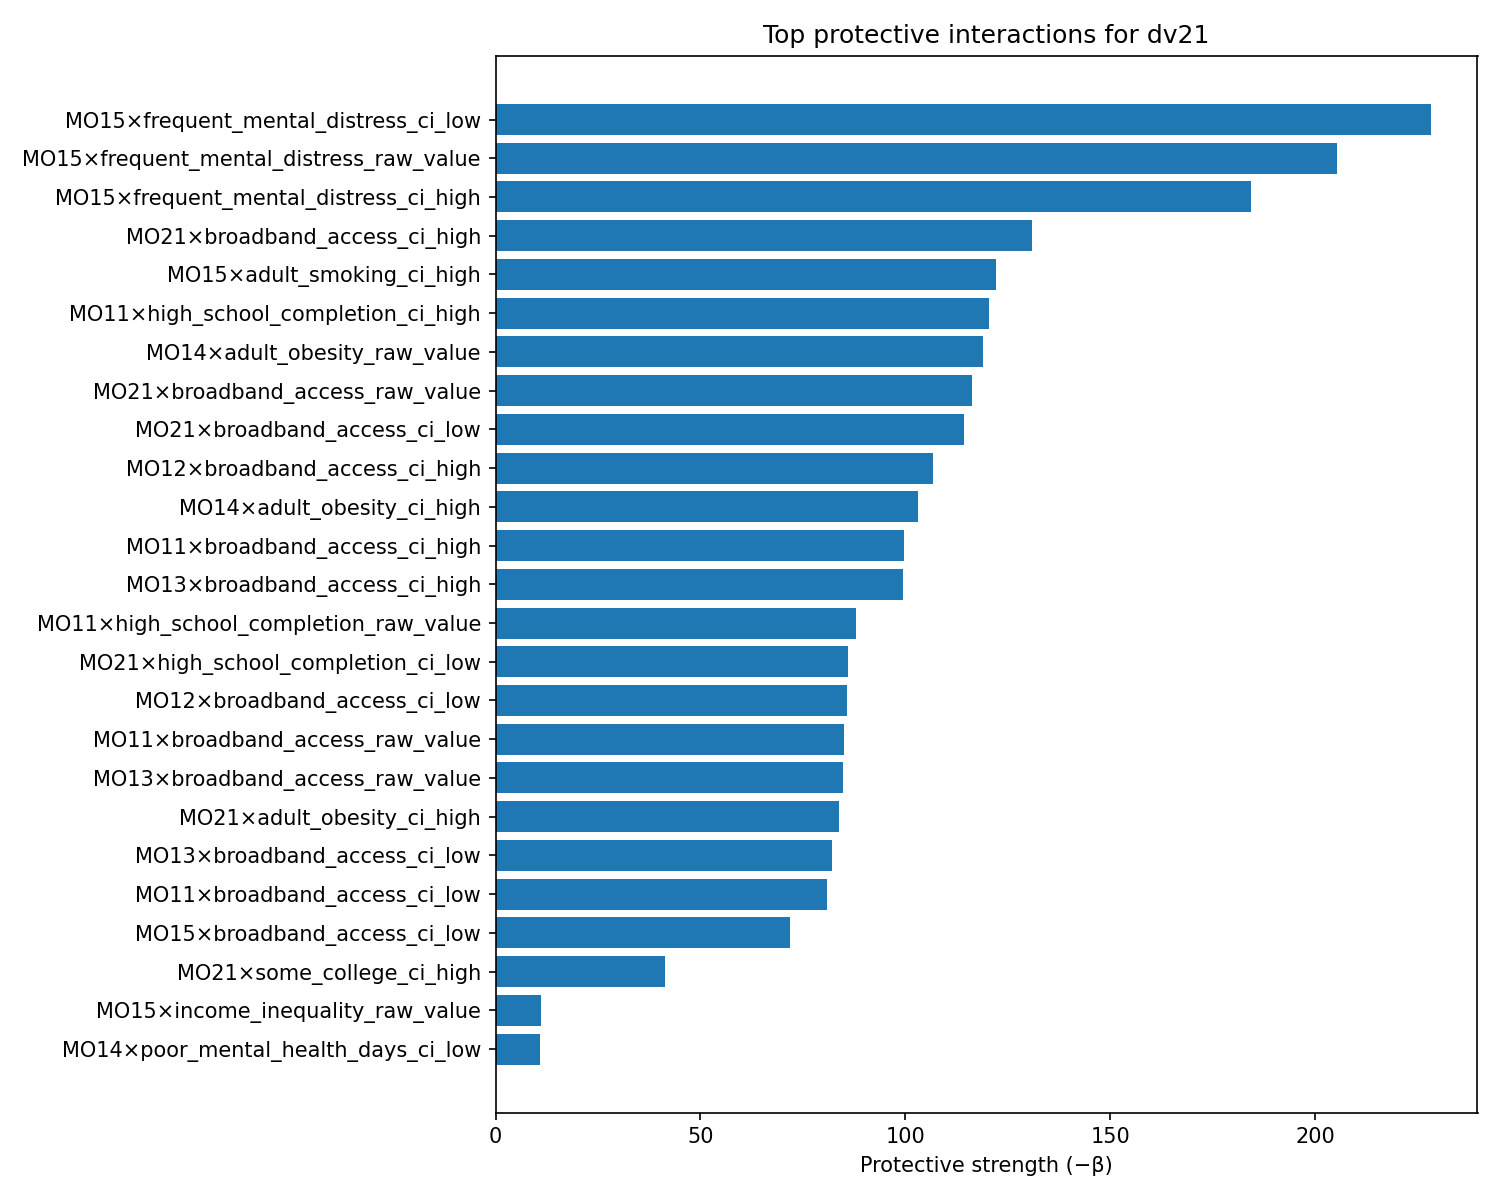 Top protective interactions for dv21
MO15×frequent_mental_distress_ci_low
MO15×frequent_mental_distress_raw_value
MO15×frequent_mental_distress_ci_high
MO21×broadband_access_ci_high
MO15×adult_smoking_ci_high
MO11×high_school_completion_ci_high
MO14×adult_obesity_raw_value
MO21×broadband_access_raw_value
MO21×broadband_access_ci_low
MO12×broadband_access_ci_high
MO14×adult_obesity_ci_high
MO11×broadband_access_ci_high
MO13×broadband_access_ci_high
MO11×high_school_completion_raw_value
MO21×high_school_completion_ci_low
MO12×broadband_access_ci_low
MO11×broadband_access_raw_value
MO13×broadband_access_raw_value
MO21×adult_obesity_ci_high
MO13×broadband_access_ci_low
MO11×broadband_access_ci_low
MO15×broadband_access_ci_low
MO21×some_college_ci_high
MO15×income_inequality_raw_value
MO14×poor_mental_health_days_ci_low
0 50 100 150 200
Protective strength (−β)